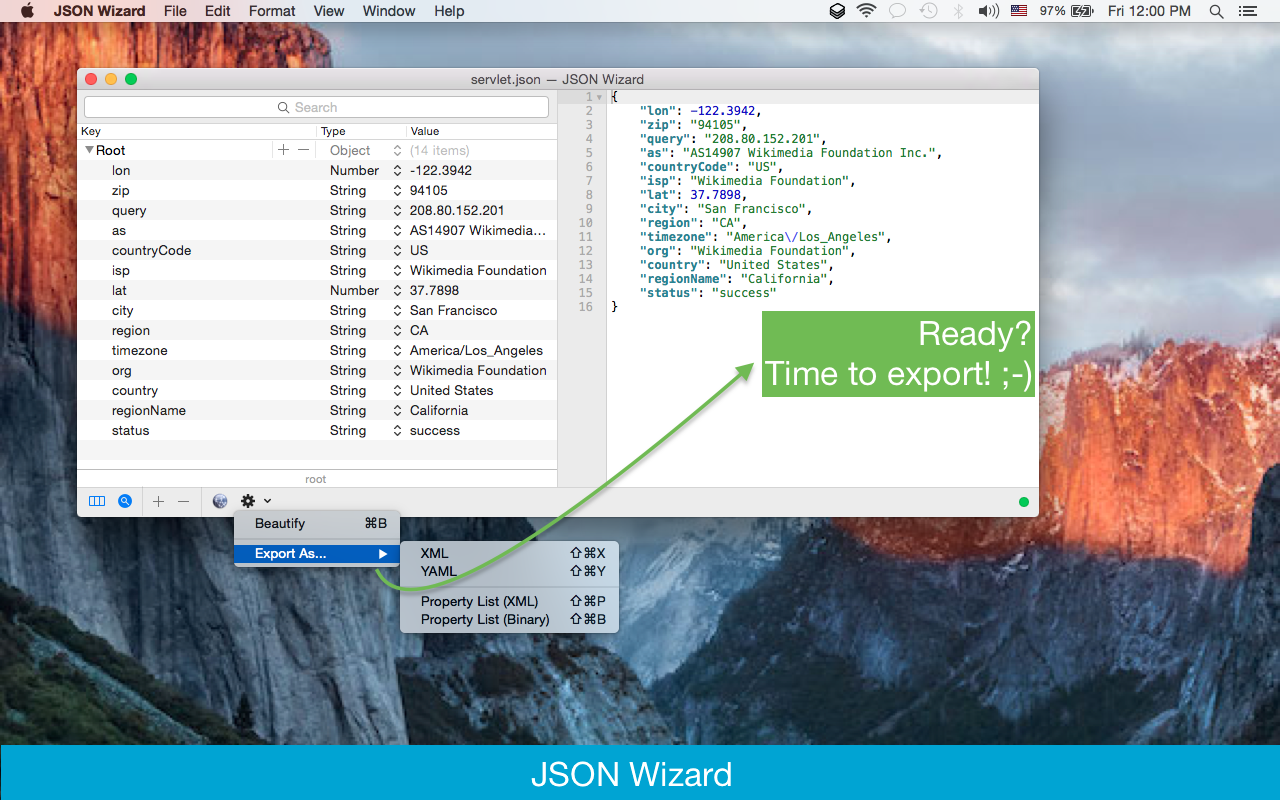 JSON Wizard File Edit Format View Window Help 97% Fri 12:00 PM
servlet.json — JSON Wizard
Search
Key Type Value
Root Object (14 items)
lon Number -122.3942
zip String 94105
query String 208.80.152.201
as String AS14907 Wikimedia...
countryCode String US
isp String Wikimedia Foundation
lat Number 37.7898
city String San Francisco
region String CA
timezone String America/Los_Angeles
org String Wikimedia Foundation
country String United States
regionName String California
status String success
root
1 {
2 "lon": -122.3942,
3 "zip": "94105",
4 "query": "208.80.152.201",
5 "as": "AS14907 Wikimedia Foundation Inc.",
6 "countryCode": "US",
7 "isp": "Wikimedia Foundation",
8 "lat": 37.7898,
9 "city": "San Francisco",
10 "region": "CA",
11 "timezone": "America\/Los_Angeles",
12 "org": "Wikimedia Foundation",
13 "country": "United States",
14 "regionName": "California",
15 "status": "success"
16 }
Ready?
Time to export! ;-)
Beautify ⌘B
Export As...
XML ⇧⌘X
YAML ⇧⌘Y
Property List (XML) ⇧⌘P
Property List (Binary) ⇧⌘B
JSON Wizard